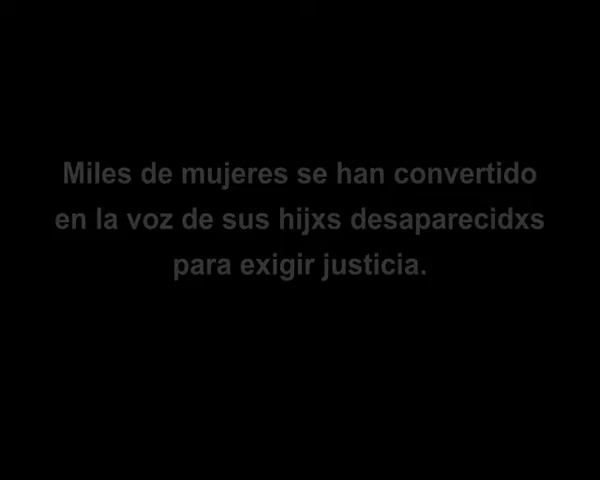 Miles de mujeres se han convertido
en la voz de sus hijxs desaparecidxs
para exigir justicia.